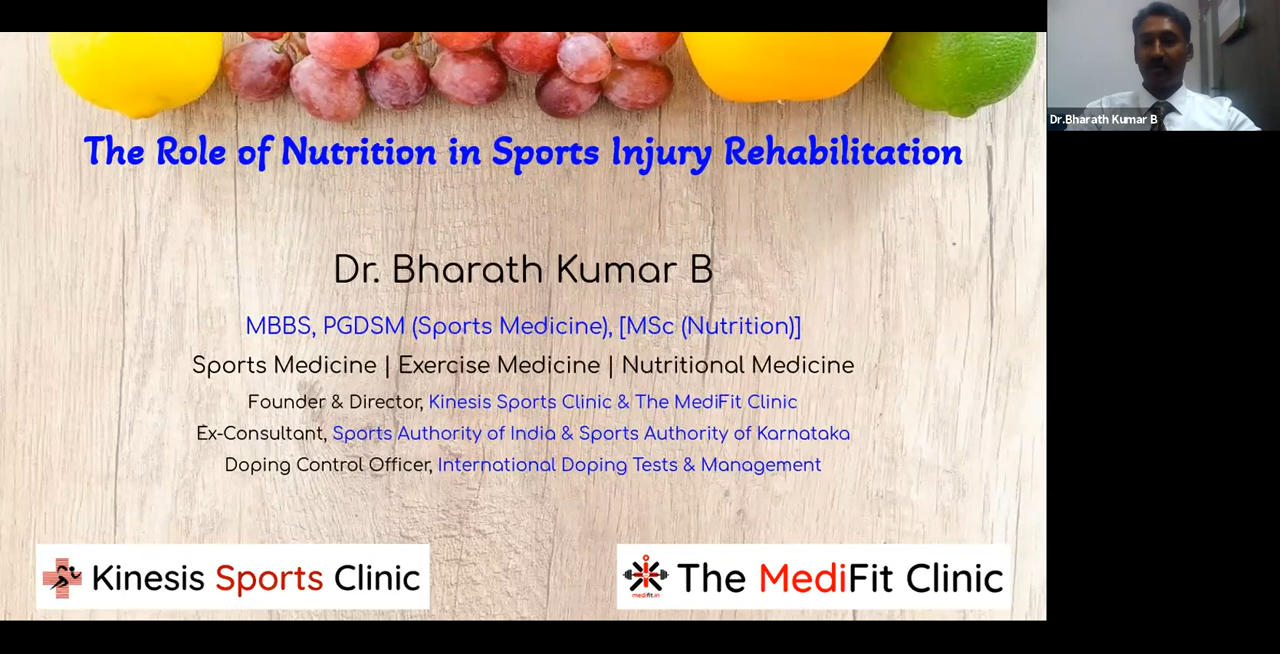 The Role of Nutrition in Sports Injury Rehabilitation
Dr. Bharath Kumar B
MBBS, PGDSM (Sports Medicine), [MSc (Nutrition)]
Sports Medicine | Exercise Medicine | Nutritional Medicine
Founder & Director, Kinesis Sports Clinic & The MediFit Clinic
Ex-Consultant, Sports Authority of India & Sports Authority of Karnataka
Doping Control Officer, International Doping Tests & Management
Kinesis Sports Clinic
The MediFit Clinic
medifit.in
Dr.Bharath Kumar B